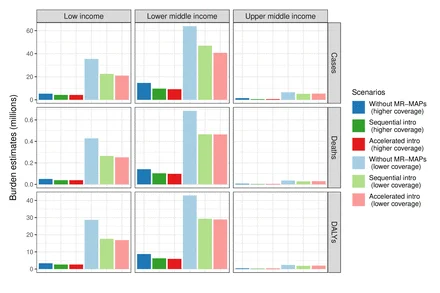 Low income
Lower middle income
Upper middle income
Burden estimates (millions)
60
40
20
0
Cases
0.6
0.4
0.2
0.0
Deaths
40
30
20
10
0
DALYs
Scenarios
Without MR−MAPs
(higher coverage)
Sequential intro
(higher coverage)
Accelerated intro
(higher coverage)
Without MR−MAPs
(lower coverage)
Sequential intro
(lower coverage)
Accelerated intro
(lower coverage)